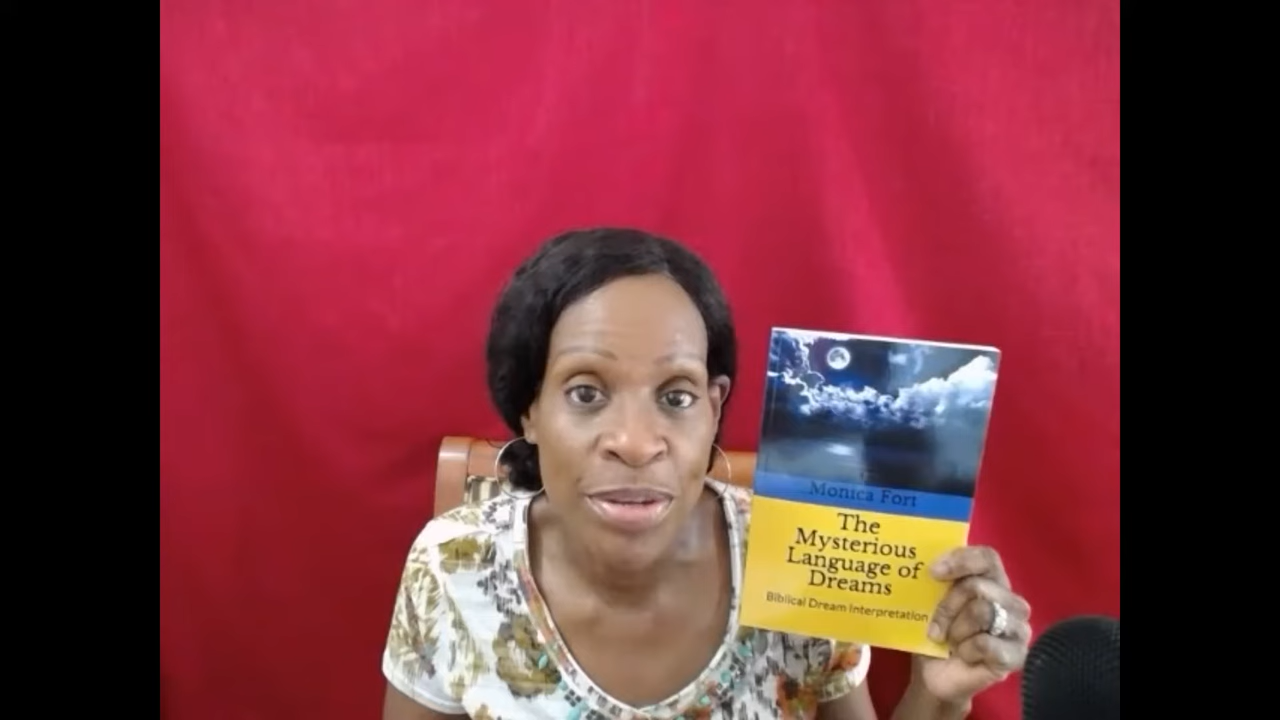 Monica Fort
The
Mysterious
Language of
Dreams
Biblical Dream Interpretation